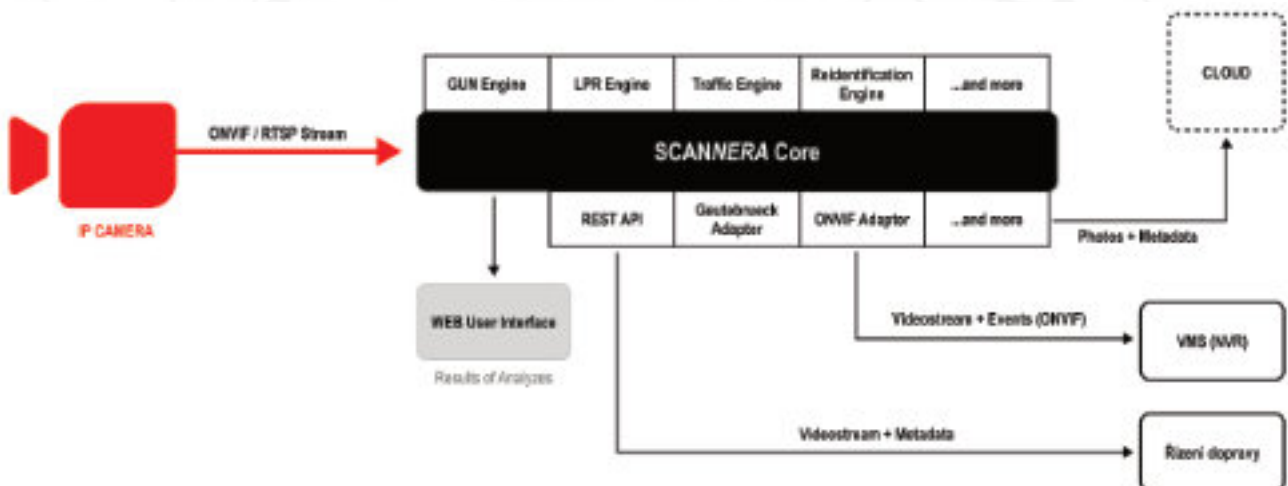 GUN Engine
LPR Engine
Traffic Engine
Reidentification
Engine
...and more
CLOUD
ONVIF / RTSP Stream
SCANNERA Core
IP CAMERA
REST API
Geutebrueck
Adapter
ONVIF Adaptor
...and more
Photos + Metadata
WEB User Interface
Results of Analyzes
Videostream + Events (ONVIF)
VMS (NVR)
Videostream + Metadata
Řízení dopravy